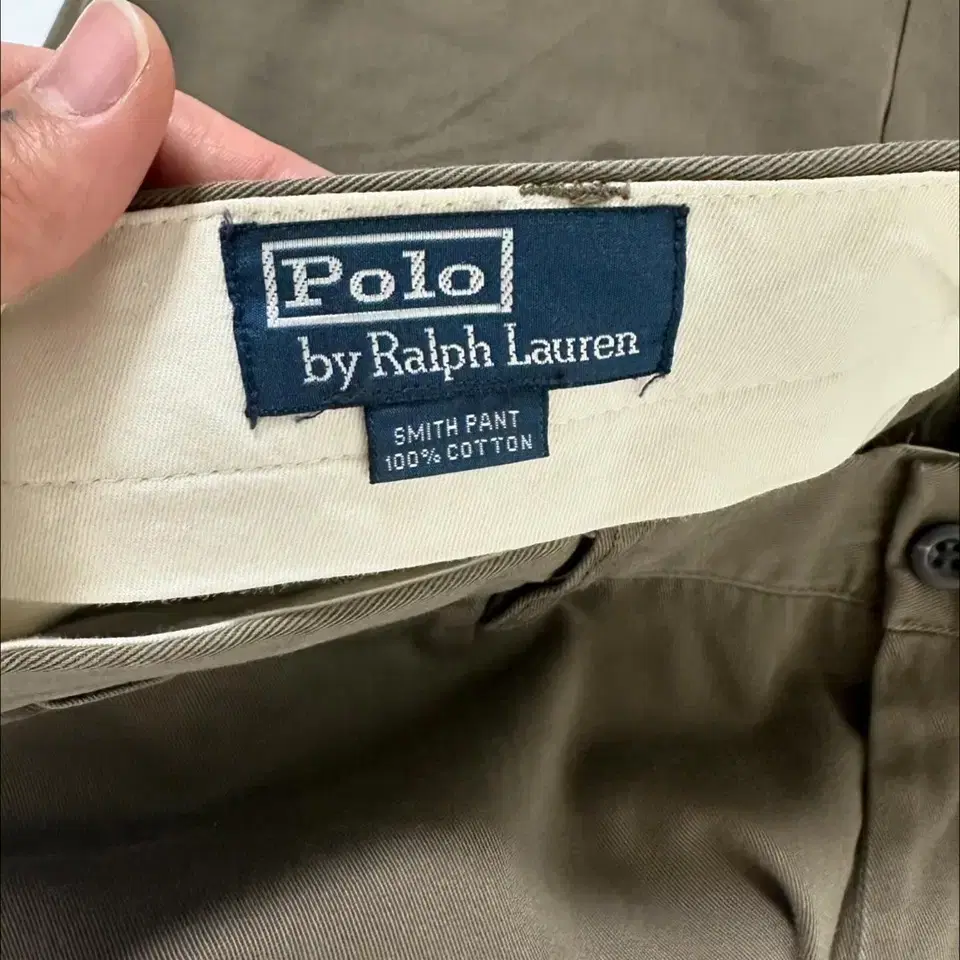 Polo
by Ralph Lauren
SMITH PANT
100% COTTON